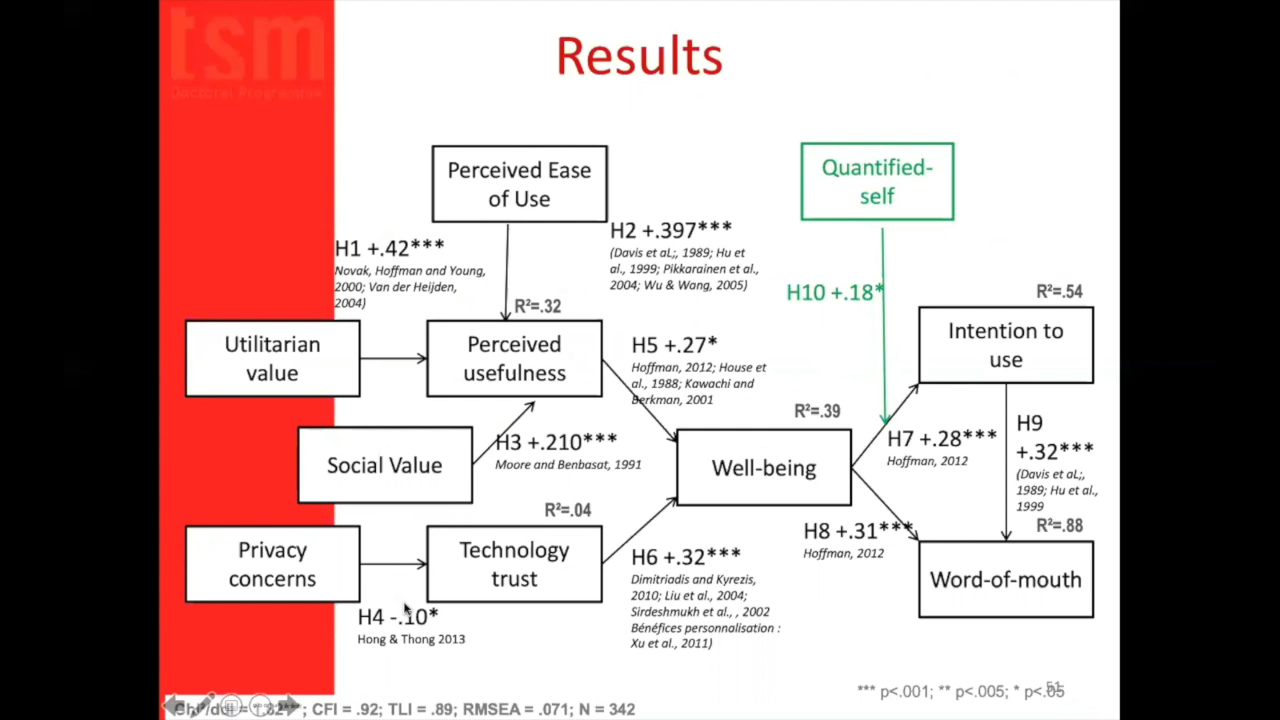 tsm
Doctoral Programme
Results
Perceived Ease
of Use
Quantified-
self
H1 +.42***
Novak, Hoffman and Young,
2000; Van der Heijden,
2004)
H2 +.397***
(Davis et aL;, 1989; Hu et
al., 1999; Pikkarainen et al.,
2004; Wu & Wang, 2005)
H10 +.18*
R²=.32
R²=.54
Utilitarian
value
Perceived
usefulness
H5 +.27*
Hoffman, 2012; House et
al., 1988; Kawachi and
Berkman, 2001
Intention to
use
R²=.39
Social Value
H3 +.210***
Moore and Benbasat, 1991
Well-being
H7 +.28***
Hoffman, 2012
H9
+.32***
(Davis et aL;,
1989; Hu et al.,
1999
R²=.04
R²=.88
Privacy
concerns
Technology
trust
H6 +.32***
Dimitriadis and Kyrezis,
2010; Liu et al., 2004;
Sirdeshmukh et al., , 2002
Bénéfices personnalisation :
Xu et al., 2011)
H8 +.31***
Hoffman, 2012
Word-of-mouth
H4 -.10*
Hong & Thong 2013
*** p<.001; ** p<.005; * p<.05
51
; CFI = .92; TLI = .89; RMSEA = .071; N = 342